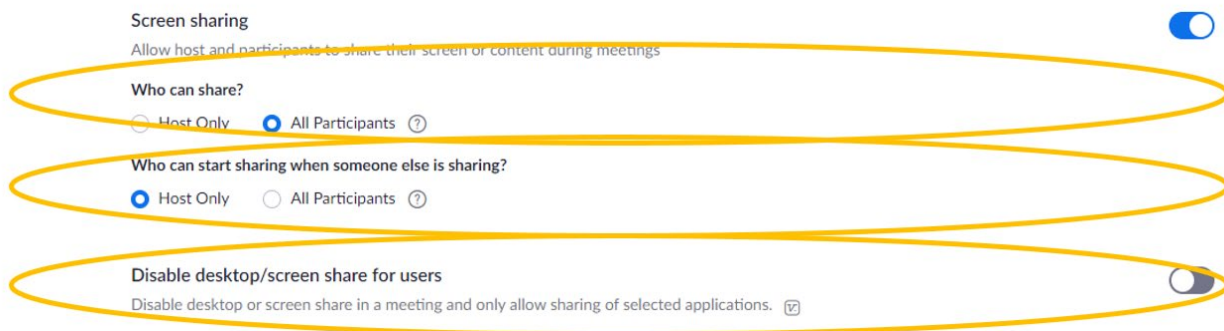 Screen sharing
Allow host and participants to share their screen or content during meetings
Who can share?
Host Only All Participants ?
Who can start sharing when someone else is sharing?
Host Only All Participants ?
Disable desktop/screen share for users
Disable desktop or screen share in a meeting and only allow sharing of selected applications.